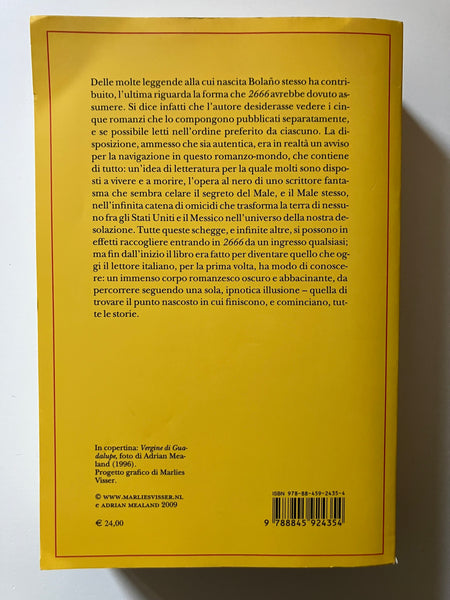 Delle molte leggende alla cui nascita Bolaño stesso ha contri-
buito, l'ultima riguarda la forma che 2666 avrebbe dovuto as-
sumere. Si dice infatti che l'autore desiderasse vedere i cin-
que romanzi che lo compongono pubblicati separatamente,
e se possibile letti nell'ordine preferito da ciascuno. La di-
sposizione, ammesso che sia autentica, era in realtà un avviso
per la navigazione in questo romanzo-mondo, che contiene
di tutto: un'idea di letteratura per la quale molti sono dispo-
sti a vivere e a morire, l'opera al nero di uno scrittore fanta-
sma che sembra celare il segreto del Male, e il Male stesso,
nell'infinita catena di omicidi che trasforma la terra di nessu-
no fra gli Stati Uniti e il Messico nell'universo della nostra de-
solazione. Tutte queste schegge, e infinite altre, si possono in
effetti raccogliere entrando in 2666 da un ingresso qualsiasi;
ma fin dall'inizio il libro era fatto per diventare quello che og-
gi il lettore italiano, per la prima volta, ha modo di conosce-
re: un immenso corpo romanzesco oscuro e abbacinante, da
percorrere seguendo una sola, ipnotica illusione – quella di
trovare il punto nascosto in cui finiscono, e cominciano, tut-
te le storie.
In copertina: Vergine di Gua-
dalupe, foto di Adrian Mea-
land (1996).
Progetto grafico di Marlies
Visser.
© WWW.MARLIESVISSER.NL
© ADRIAN MEALAND 2009
€ 24,00
ISBN 978-88-459-2435-4
9 788845 924354